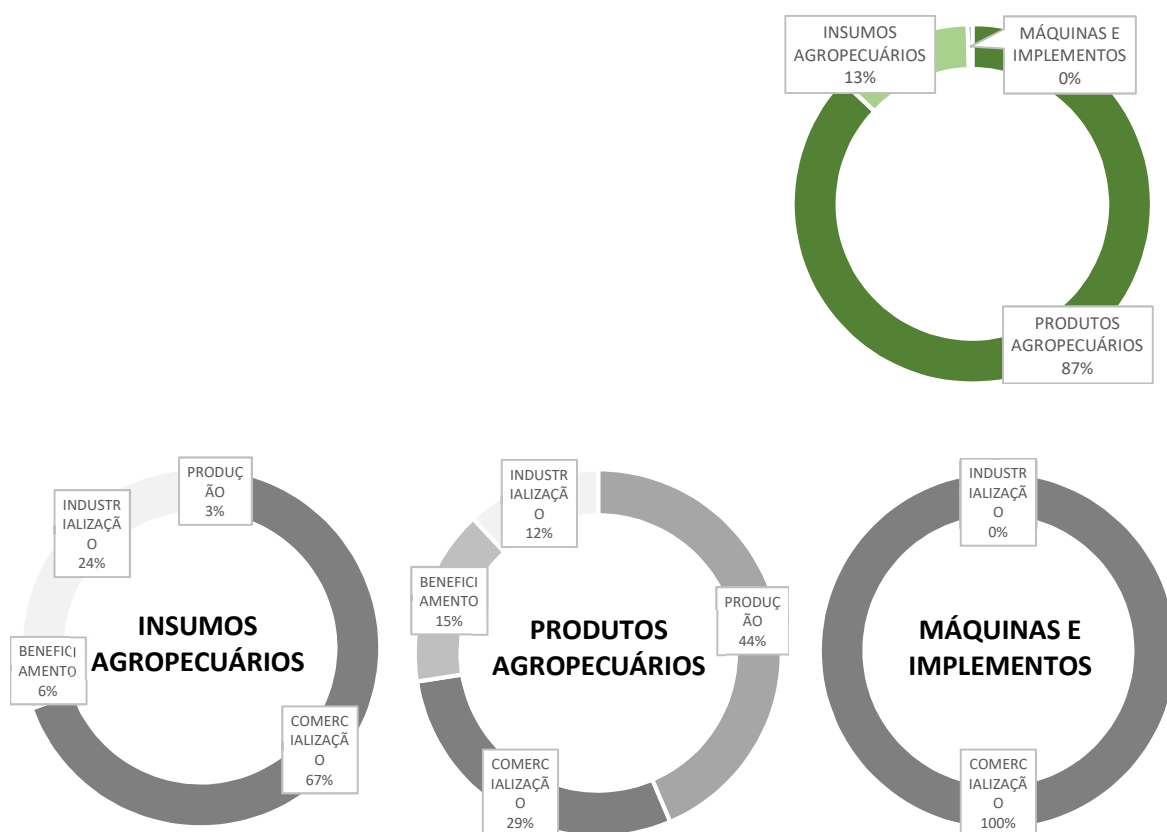 INSUMOS
AGROPECUÁRIOS
13%
MÁQUINAS E
IMPLEMENTOS
0%
PRODUTOS
AGROPECUÁRIOS
87%
PRODUÇ
ÃO
3%
INDUSTR
IALIZAÇÃ
O
24%
BENEFICI
AMENTO
6%
INSUMOS
AGROPECUÁRIOS
COMERC
IALIZAÇÃ
O
67%
INDUSTR
IALIZAÇÃ
O
12%
BENEFICI
AMENTO
15%
PRODUTOS
AGROPECUÁRIOS
PRODUÇ
ÃO
44%
COMERC
IALIZAÇÃ
O
29%
INDUSTR
IALIZAÇÃ
O
0%
MÁQUINAS E
IMPLEMENTOS
COMERC
IALIZAÇÃ
O
100%